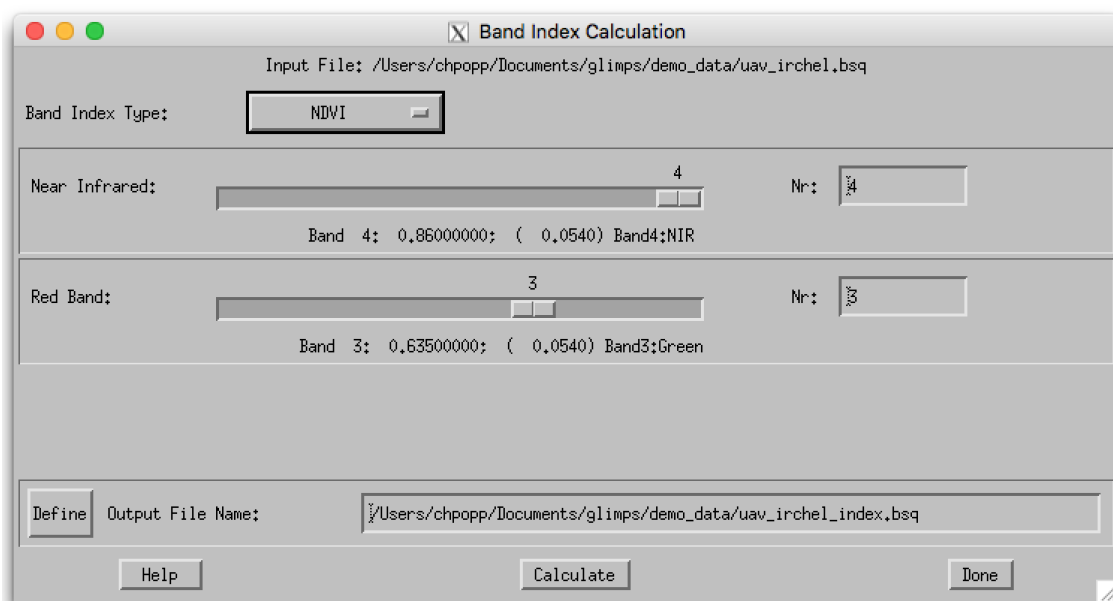 Band Index Calculation
Input File: /Users/chpopp/Documents/glimps/demo_data/uav_irchel.bsq
Band Index Type: NDVI
4
Near Infrared: Nr: 4
Band 4: 0.86000000; ( 0.0540) Band4:NIR
3
Red Band: Nr: 3
Band 3: 0.63500000; ( 0.0540) Band3:Green
Define Output File Name: /Users/chpopp/Documents/glimps/demo_data/uav_irchel_index.bsq
Help Calculate Done